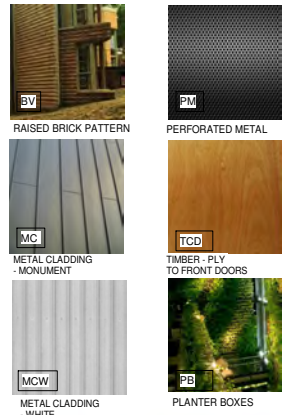 BV
RAISED BRICK PATTERN
PM
PERFORATED METAL
MC
METAL CLADDING
- MONUMENT
TCD
TIMBER - PLY
TO FRONT DOORS
MCW
METAL CLADDING
- WHITE
PB
PLANTER BOXES